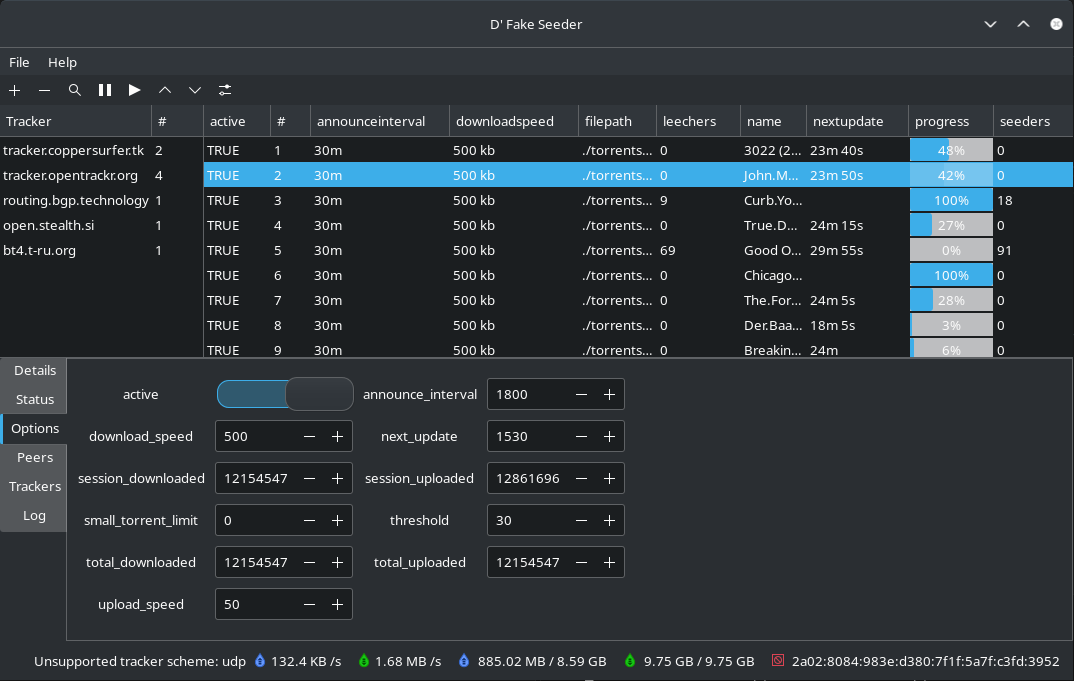 D' Fake Seeder
File Help
Tracker # active # announceinterval downloadspeed filepath leechers name nextupdate progress seeders
tracker.coppersurfer.tk 2 TRUE 1 30m 500 kb ./torrents... 0 3022 (2... 23m 40s 48% 0
tracker.opentrackr.org 4 TRUE 2 30m 500 kb ./torrents... 0 John.M... 23m 50s 42% 0
routing.bgp.technology 1 TRUE 3 30m 500 kb ./torrents... 9 Curb.Yo... 100% 18
open.stealth.si 1 TRUE 4 30m 500 kb ./torrents... 0 True.D... 24m 15s 27% 0
bt4.t-ru.org 1 TRUE 5 30m 500 kb ./torrents... 69 Good O... 29m 55s 0% 91
TRUE 6 30m 500 kb ./torrents... 0 Chicago... 100% 0
TRUE 7 30m 500 kb ./torrents... 0 The.For... 24m 5s 28% 0
TRUE 8 30m 500 kb ./torrents... 0 Der.Baa... 18m 5s 3% 0
TRUE 9 30m 500 kb ./torrents... 0 Breakin... 24m 6% 0
Details
Status
Options
Peers
Trackers
Log
active announce_interval 1800
download_speed 500 next_update 1530
session_downloaded 12154547 session_uploaded 12861696
small_torrent_limit 0 threshold 30
total_downloaded 12154547 total_uploaded 12154547
upload_speed 50
Unsupported tracker scheme: udp 132.4 KB /s 1.68 MB /s 885.02 MB / 8.59 GB 9.75 GB / 9.75 GB 2a02:8084:983e:d380:7f1f:5a7f:c3fd:3952